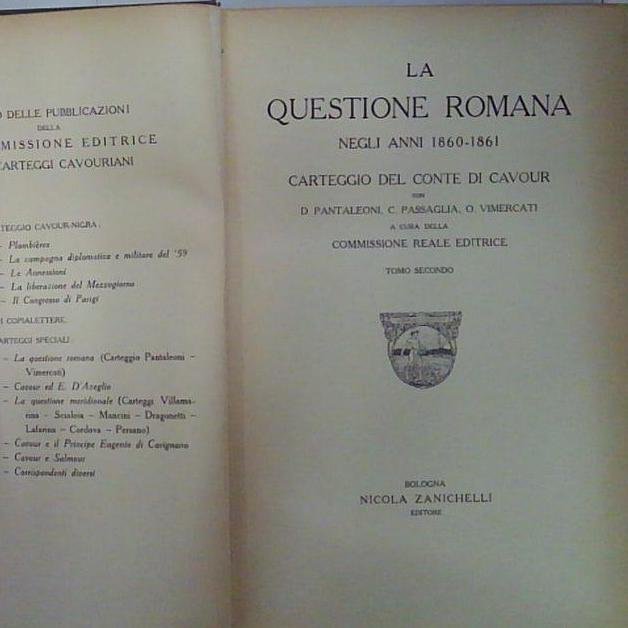 O DELLE PUBBLICAZIONI
DELLA
MISSIONE EDITRICE
CARTEGGI CAVOURIANI
TEGGIO CAVOUR-NIGRA:
– Plombières
– La campagna diplomatica e militare del '59
– Le Annessioni
– La liberazione del Mezzogiorno
– Il Congresso di Parigi
I COPIALETTERE.
ARTEGGI SPECIALI:
– La questione romana (Carteggio Pantaleoni –
Vimercati)
– Cavour ed E. D'Azeglio
– La questione meridionale (Carteggi Villama-
rina – Scialoia – Mancini – Dragonetti –
Lafarina – Cordova – Persano)
– Cavour e il Principe Eugenio di Carignano
– Cavour e Salmour
– Corrispondenti diversi
LA
QUESTIONE ROMANA
NEGLI ANNI 1860-1861
CARTEGGIO DEL CONTE DI CAVOUR
CON
D. PANTALEONI, C. PASSAGLIA, O. VIMERCATI
A CURA DELLA
COMMISSIONE REALE EDITRICE
TOMO SECONDO
BOLOGNA
NICOLA ZANICHELLI
EDITORE